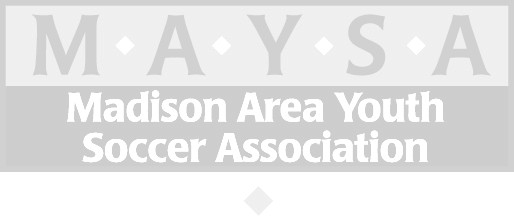 M A Y S A
Madison Area Youth
Soccer Association